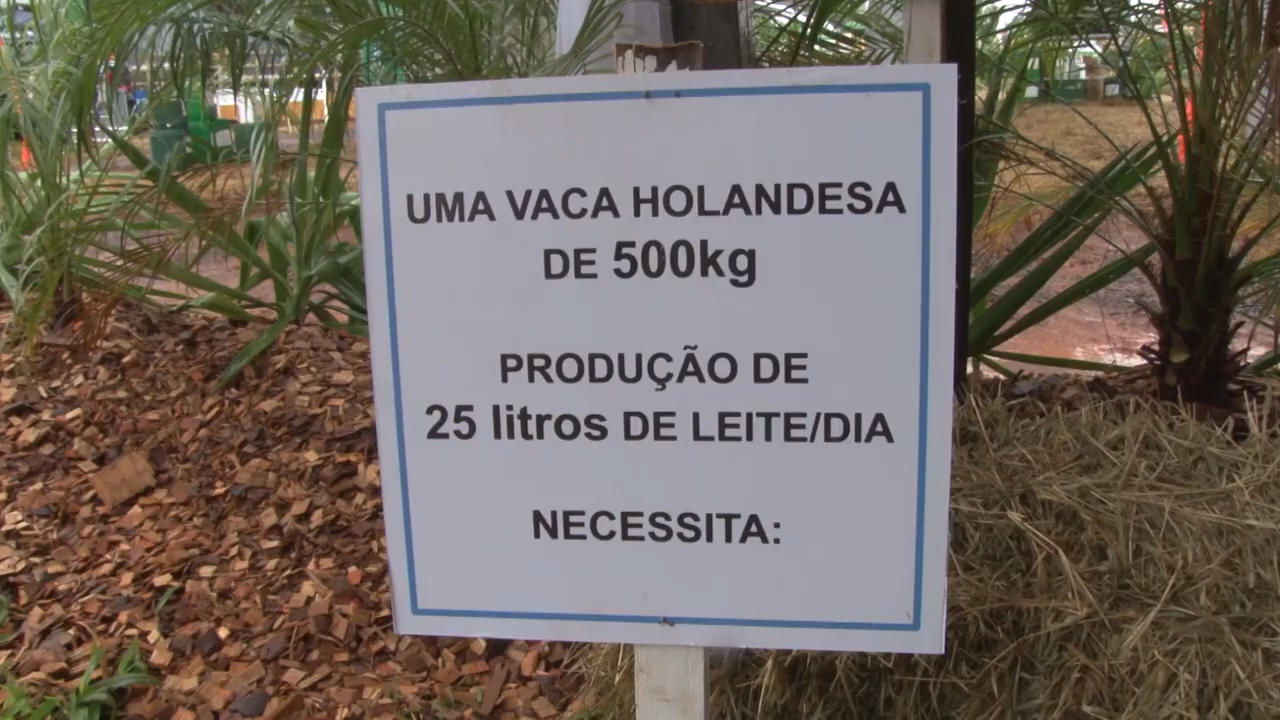 UMA VACA HOLANDESA
DE 500kg
PRODUÇÃO DE
25 litros DE LEITE/DIA
NECESSITA: